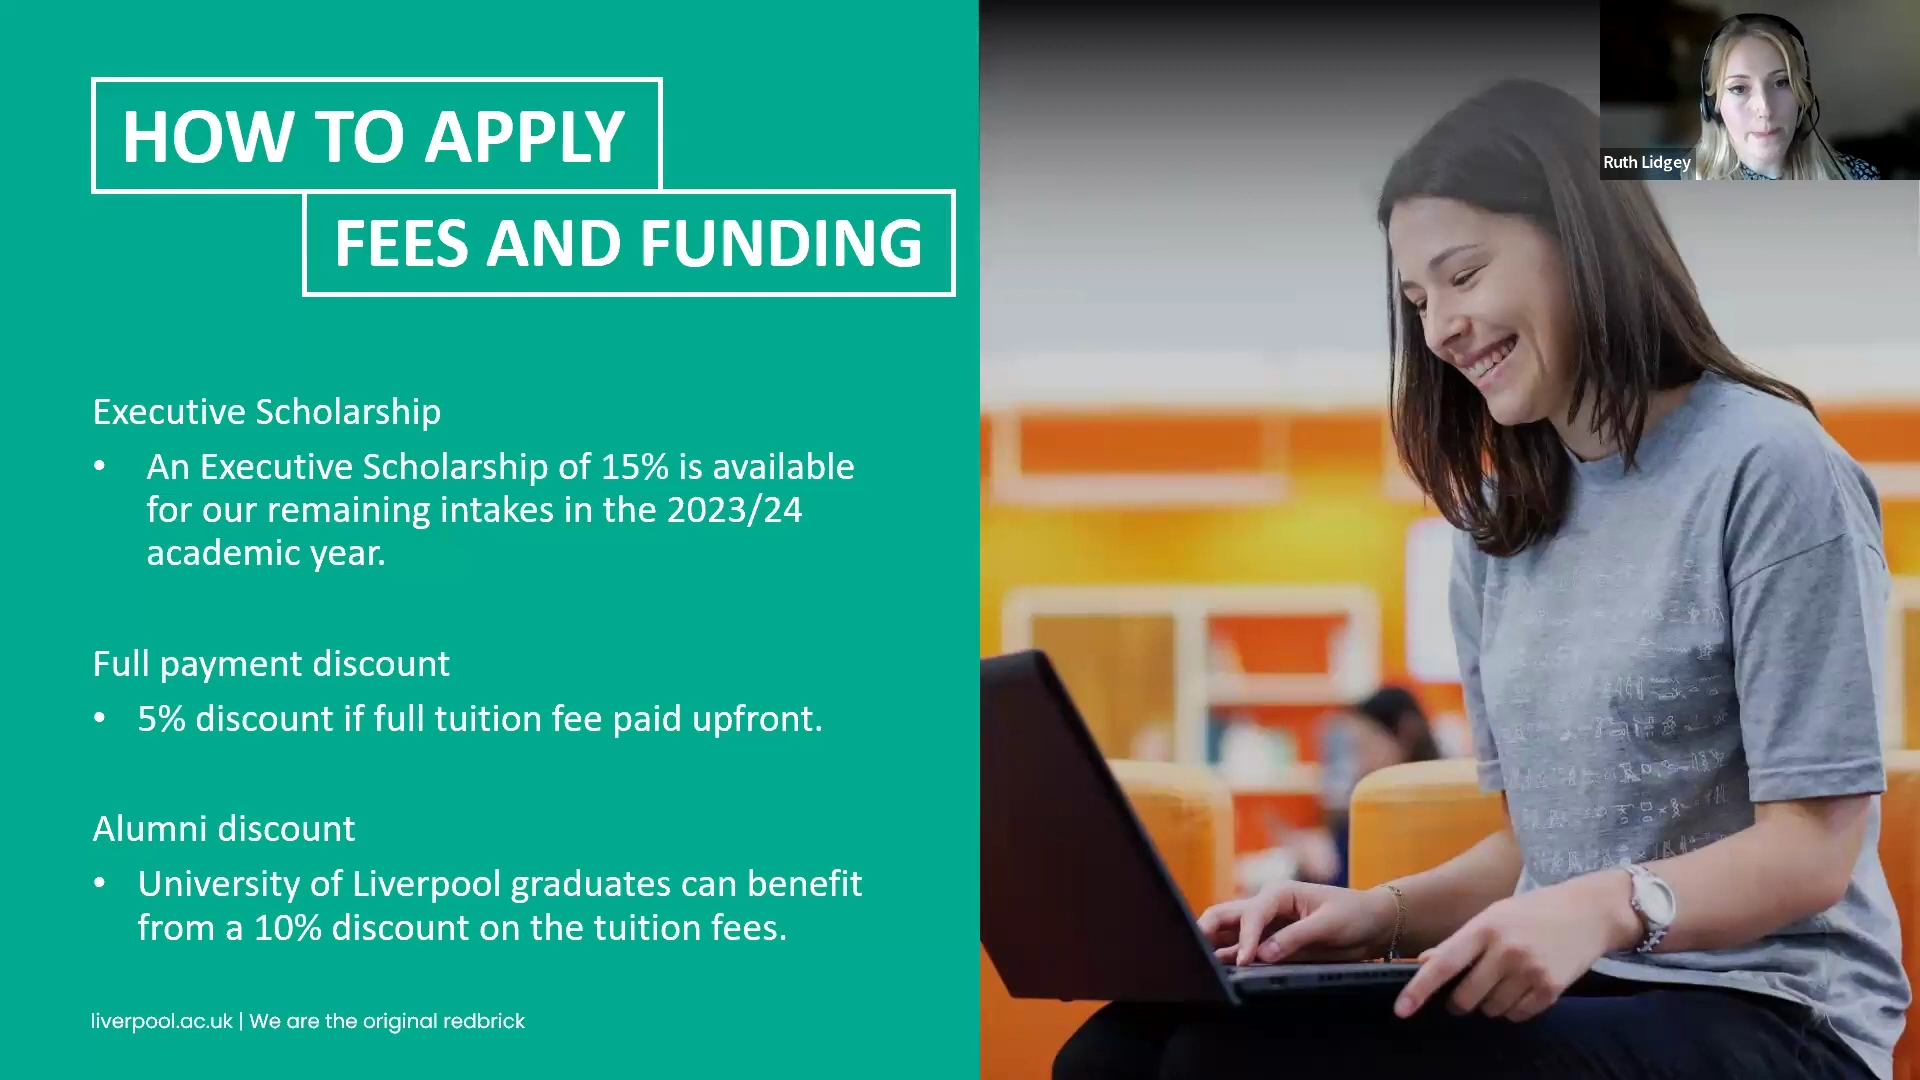 HOW TO APPLY
FEES AND FUNDING
Ruth Lidgey
Executive Scholarship
• An Executive Scholarship of 15% is available
for our remaining intakes in the 2023/24
academic year.
Full payment discount
• 5% discount if full tuition fee paid upfront.
Alumni discount
• University of Liverpool graduates can benefit
from a 10% discount on the tuition fees.
liverpool.ac.uk | We are the original redbrick